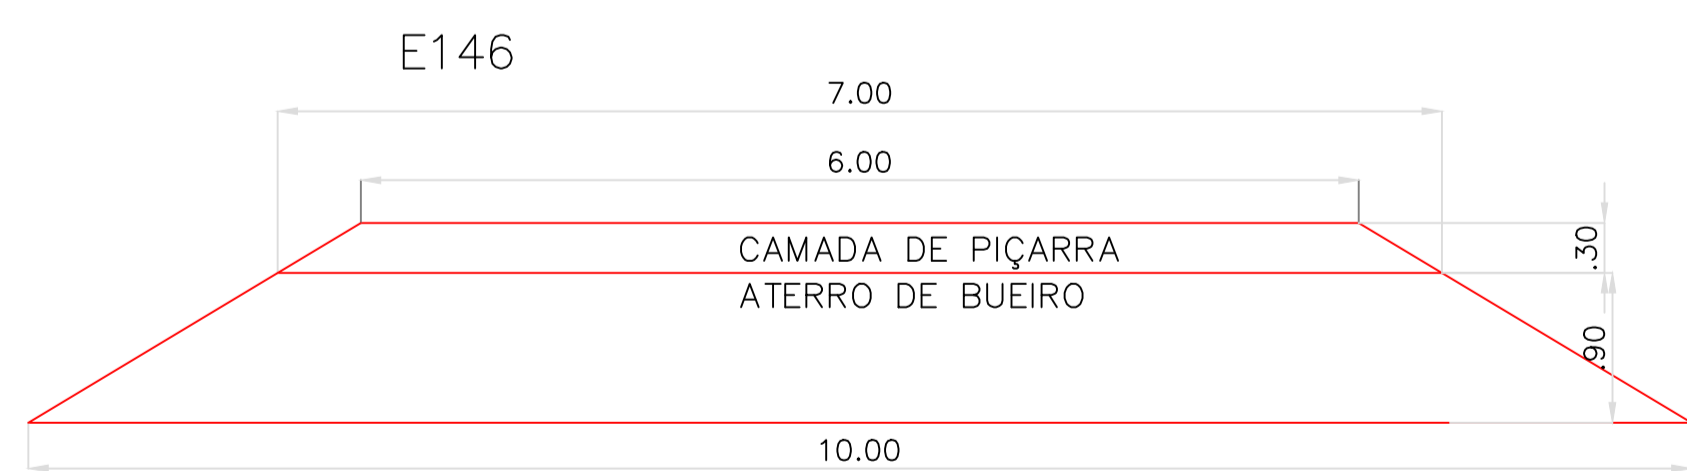 E146
7.00
6.00
CAMADA DE PIÇARRA
.30
ATERRO DE BUEIRO
.90
10.00